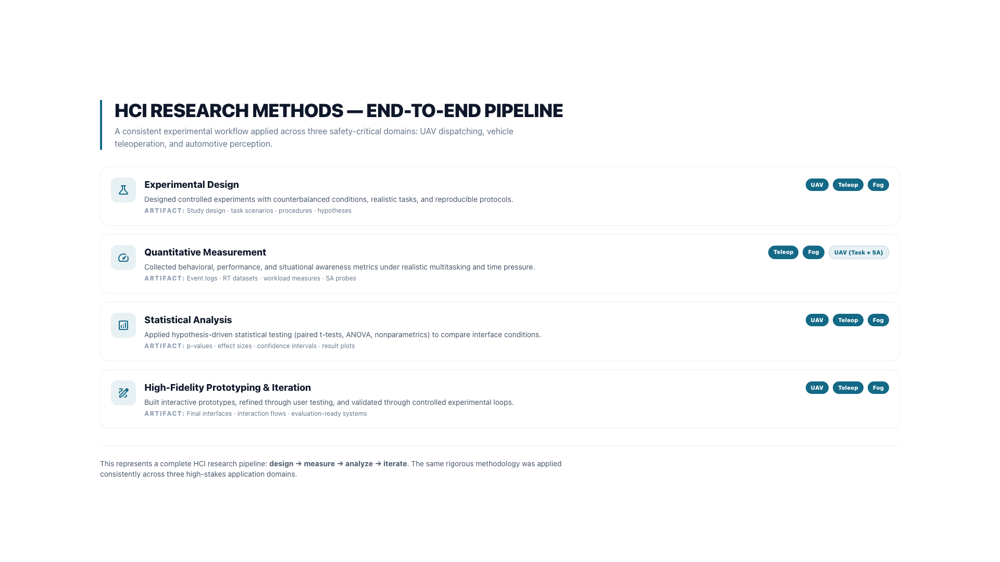 HCI RESEARCH METHODS — END-TO-END PIPELINE
A consistent experimental workflow applied across three safety-critical domains: UAV dispatching, vehicle
teleoperation, and automotive perception.
Experimental Design
UAV Teleop Fog
Designed controlled experiments with counterbalanced conditions, realistic tasks, and reproducible protocols.
ARTIFACT: Study design · task scenarios · procedures · hypotheses
Quantitative Measurement
Teleop Fog UAV (Task + SA)
Collected behavioral, performance, and situational awareness metrics under realistic multitasking and time pressure.
ARTIFACT: Event logs · RT datasets · workload measures · SA probes
Statistical Analysis
UAV Teleop Fog
Applied hypothesis-driven statistical testing (paired t-tests, ANOVA, nonparametrics) to compare interface conditions.
ARTIFACT: p-values · effect sizes · confidence intervals · result plots
High-Fidelity Prototyping & Iteration
UAV Teleop Fog
Built interactive prototypes, refined through user testing, and validated through controlled experimental loops.
ARTIFACT: Final interfaces · interaction flows · evaluation-ready systems
This represents a complete HCI research pipeline: design → measure → analyze → iterate. The same rigorous methodology was applied
consistently across three high-stakes application domains.